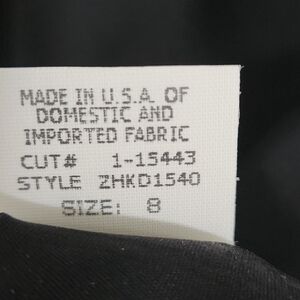 MADE IN U.S.A. OF
DOMESTIC AND
IMPORTED FABRIC
CUT# 1-15443
STYLE ZHKD1540
SIZE: 8